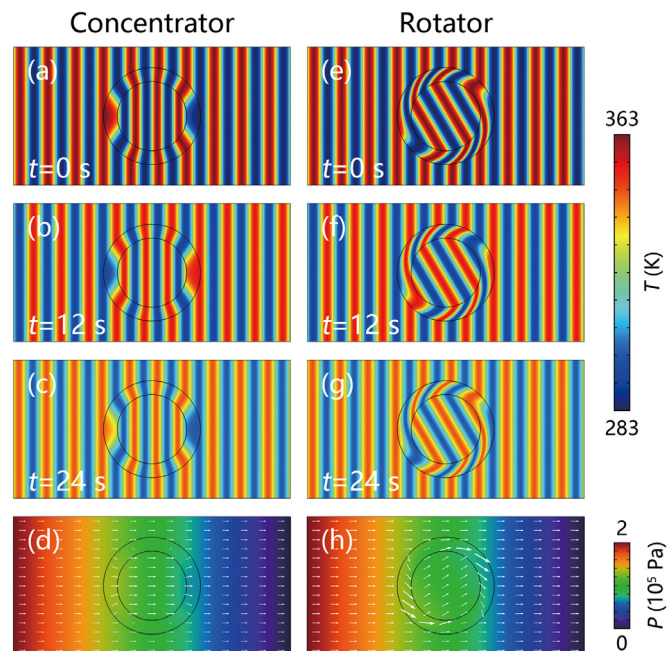 Concentrator
Rotator
(a)
t=0 s
(e)
t=0 s
363
T (K)
283
(b)
t=12 s
(f)
t=12 s
(c)
t=24 s
(g)
t=24 s
(d)
(h)
2
P (10⁵ Pa)
0